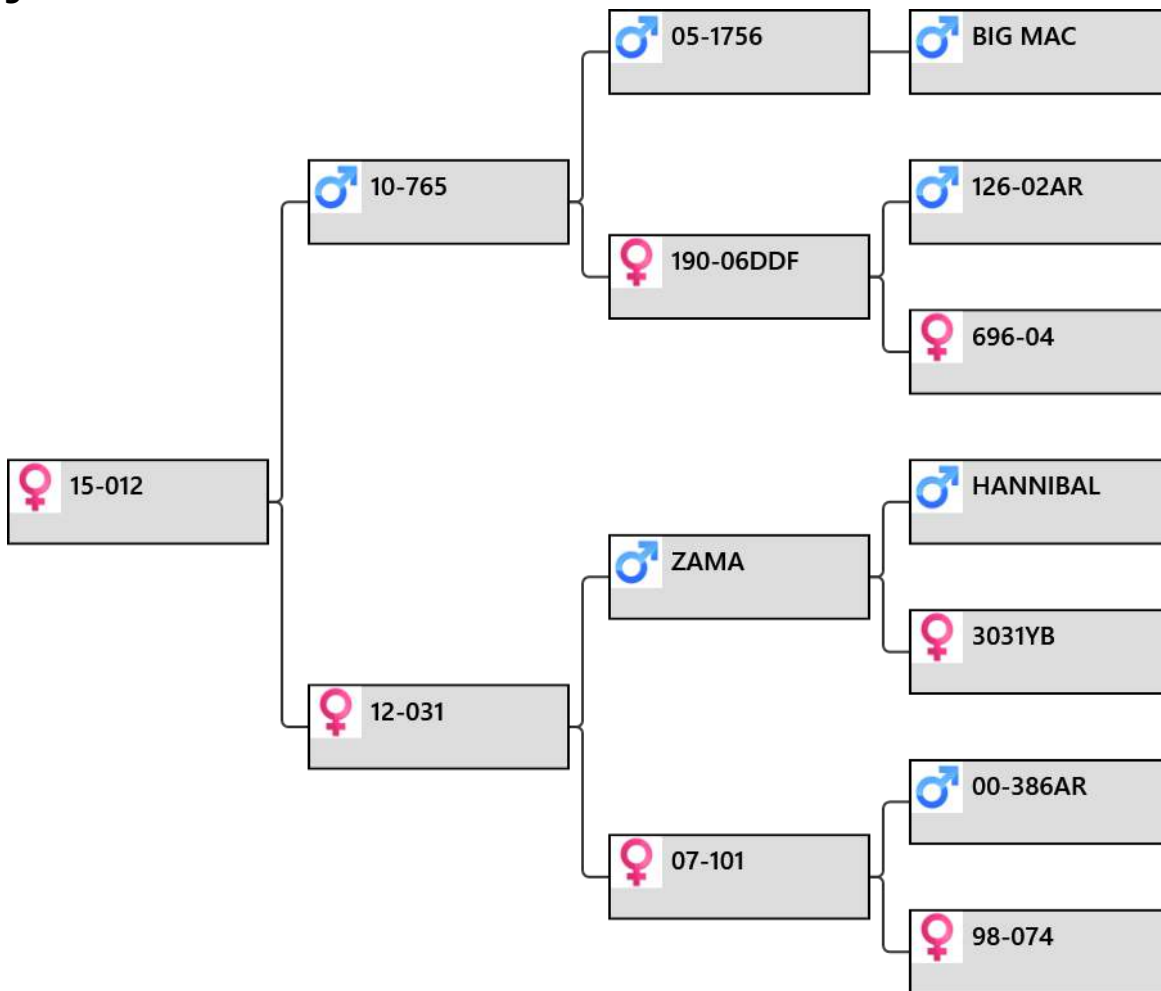 05-1756
BIG MAC
10-765
126-02AR
190-06DDF
696-04
15-012
HANNIBAL
ZAMA
3031YB
12-031
00-386AR
07-101
98-074